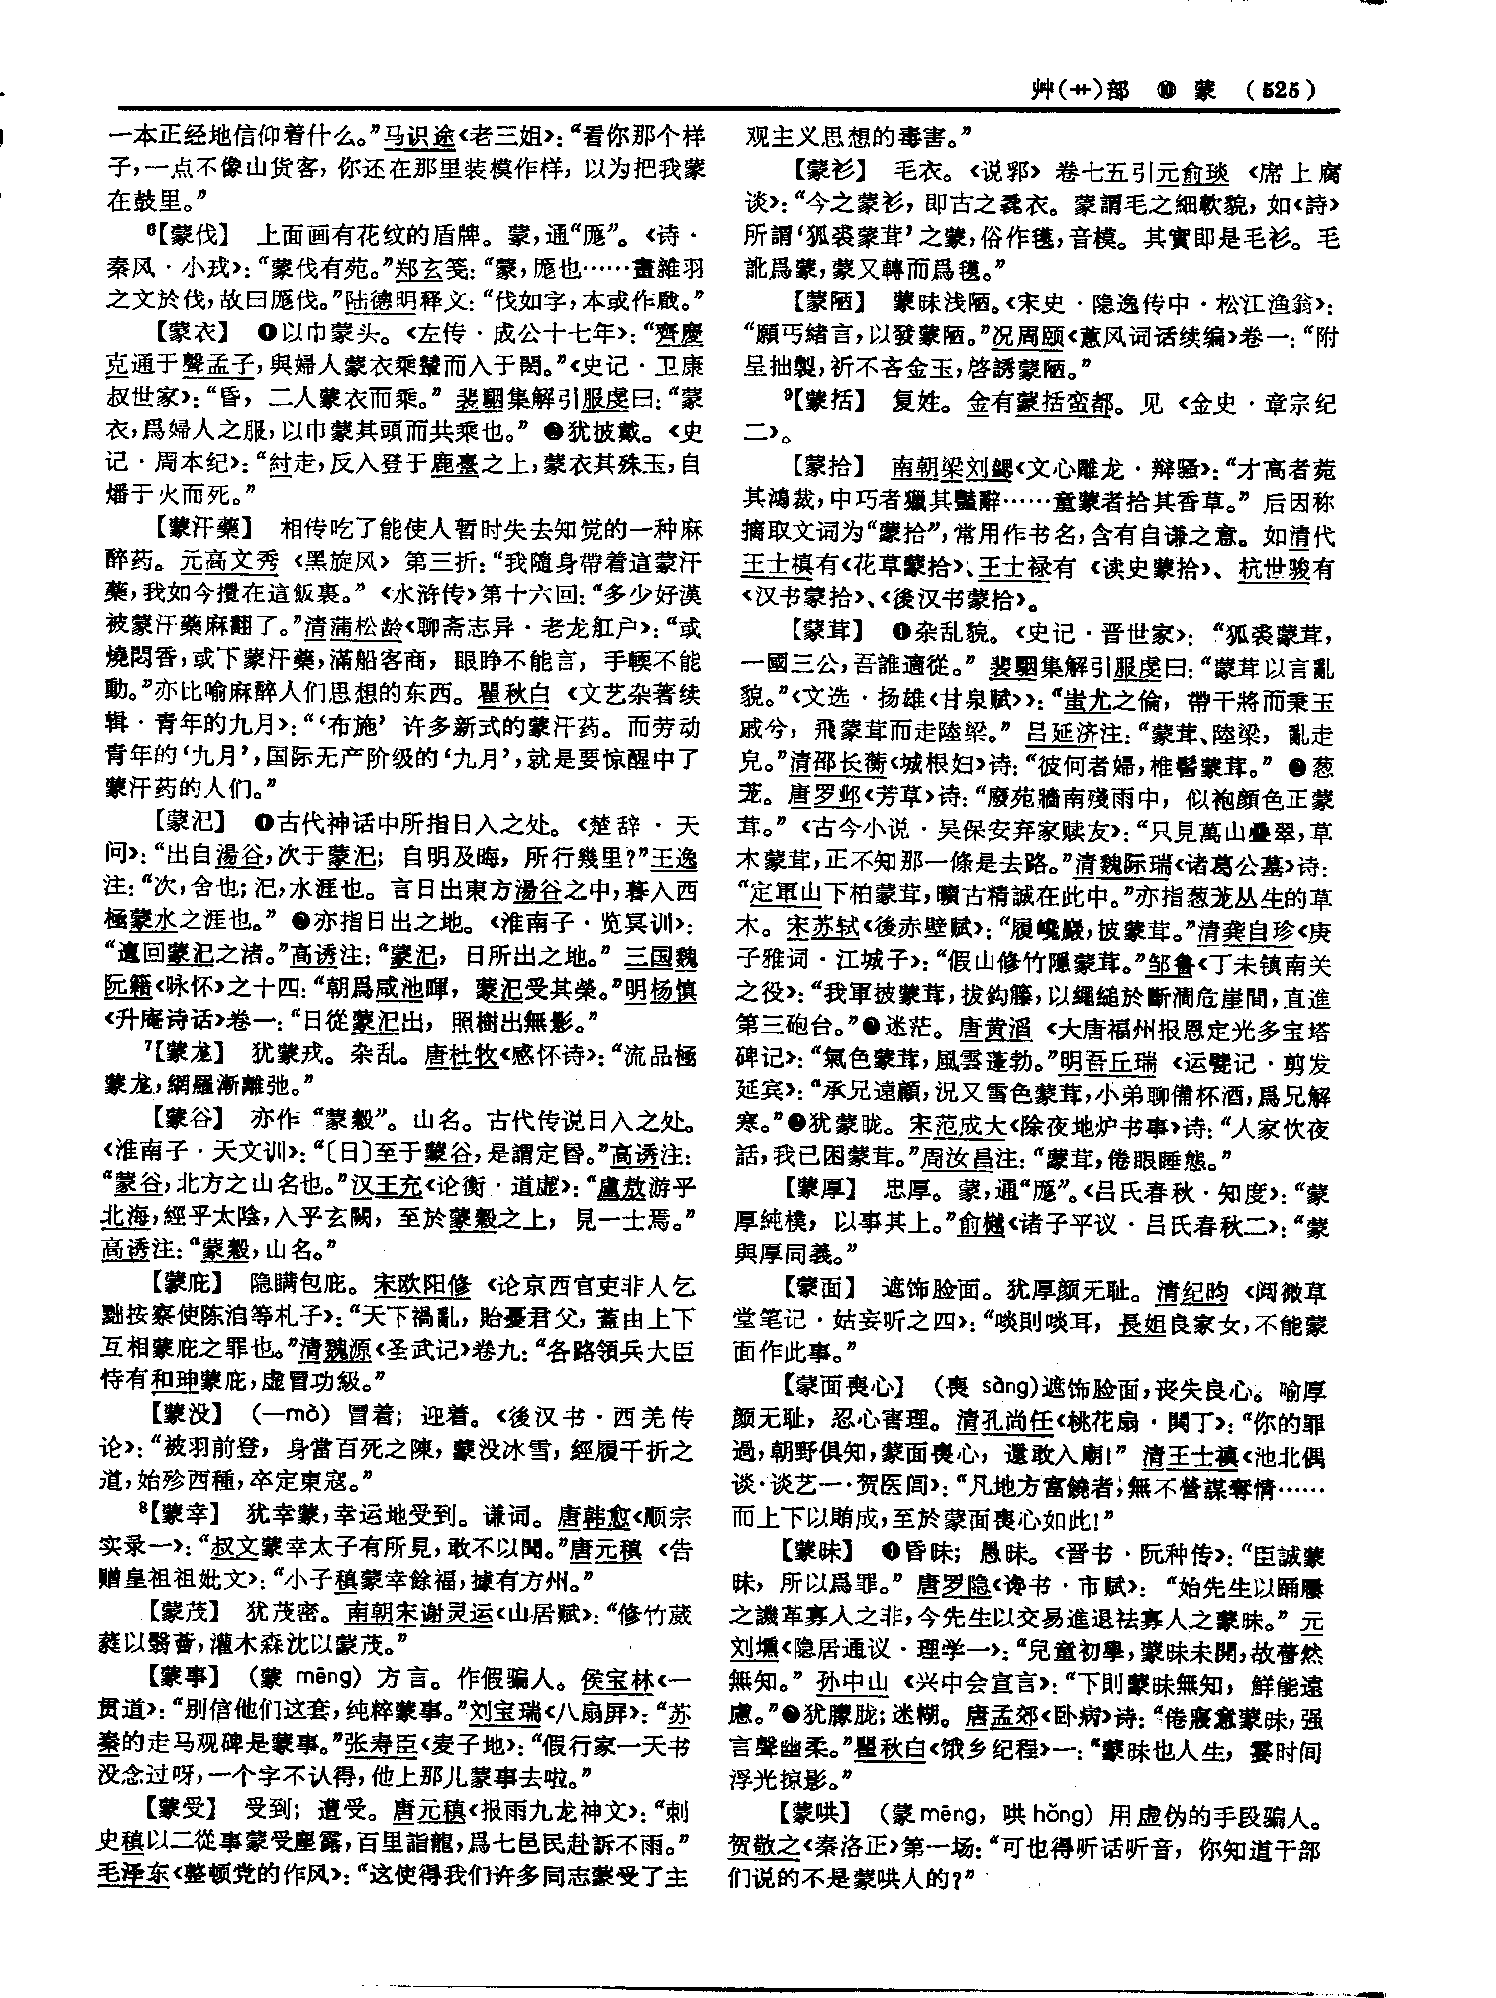 艸(艹)部 ⑩ 蒙 (525)
一本正经地信仰着什么。”马识途《老三姐》：“看你那个样
子，一点不像山货客，你还在那里装模作样，以为把我蒙
在鼓里。”
⁶【蒙伐】 上面画有花纹的盾牌。蒙，通“厖”。《诗·
秦风·小戎》：“蒙伐有苑。”郑玄笺：“蒙，厖也……畫雜羽
之文於伐，故曰厖伐。”陆德明释文：“伐如字，本或作瞂。”
【蒙衣】 ❶以巾蒙头。《左传·成公十七年》：“齊慶
克通于聲孟子，與婦人蒙衣乘輦而入于閎。”《史记·卫康
叔世家》：“昏，二人蒙衣而乘。”裴駰集解引服虔曰：“蒙
衣，爲婦人之服，以巾蒙其頭而共乘也。”❷犹披戴。《史
记·周本纪》：“紂走，反入登于鹿臺之上，蒙衣其殊玉，自
燔于火而死。”
【蒙汗藥】 相传吃了能使人暂时失去知觉的一种麻
醉药。元高文秀《黑旋风》第三折：“我隨身帶着這蒙汗
藥，我如今攪在這飯裏。”《水浒传》第十六回：“多少好漢
被蒙汗藥麻翻了。”清蒲松龄《聊斋志异·老龙舡户》：“或
燒悶香，或下蒙汗藥，滿船客商，眼睁不能言，手輭不能
動。”亦比喻麻醉人们思想的东西。瞿秋白《文艺杂著续
辑·青年的九月》：“‘布施’许多新式的蒙汗药。而劳动
青年的‘九月’，国际无产阶级的‘九月’，就是要惊醒中了
蒙汗药的人们。”
【蒙汜】 ❶古代神话中所指日入之处。《楚辞·天
问》：“出自湯谷，次于蒙汜；自明及晦，所行幾里？”王逸
注：“次，舍也；汜，水涯也。言日出東方湯谷之中，暮入西
極蒙水之涯也。”❷亦指日出之地。《淮南子·览冥训》：
“邅回蒙汜之渚。”高诱注：“蒙汜，日所出之地。”三国魏
阮籍《咏怀》之十四：“朝爲咸池暉，蒙汜受其榮。”明杨慎
《升庵诗话》卷一：“日從蒙汜出，照樹出無影。”
⁷【蒙龙】 犹蒙戎。杂乱。唐杜牧《感怀诗》：“流品極
蒙龙，網羅漸離弛。”
【蒙谷】 亦作“蒙穀”。山名。古代传说日入之处。
《淮南子·天文训》：“〔日〕至于蒙谷，是謂定昏。”高诱注：
“蒙谷，北方之山名也。”汉王充《论衡·道虚》：“盧敖游乎
北海，經乎太陰，入乎玄闕，至於蒙穀之上，見一士焉。”
高诱注：“蒙穀，山名。”
【蒙庇】 隐瞒包庇。宋欧阳修《论京西官吏非人乞
黜按察使陈洎等札子》：“天下禍亂，貽憂君父，蓋由上下
互相蒙庇之罪也。”清魏源《圣武记》卷九：“各路領兵大臣
恃有和珅蒙庇，虚冒功級。”
【蒙没】 （—mò）冒着；迎着。《後汉书·西羌传
论》：“被羽前登，身當百死之陳，蒙没冰雪，經履千折之
道，始殄西種，卒定東寇。”
⁸【蒙幸】 犹幸蒙，幸运地受到。谦词。唐韩愈《顺宗
实录一》：“叔文蒙幸太子有所見，敢不以聞。”唐元稹《告
赠皇祖祖妣文》：“小子稹蒙幸餘福，據有方州。”
【蒙茂】 犹茂密。南朝宋谢灵运《山居赋》：“修竹葳
蕤以翳薈，灌木森沈以蒙茂。”
【蒙事】 （蒙 mēng）方言。作假骗人。侯宝林《一
贯道》：“别信他们这套，纯粹蒙事。”刘宝瑞《八扇屏》：“苏
秦的走马观碑是蒙事。”张寿臣《麦子地》：“假行家一天书
没念过呀，一个字不认得，他上那儿蒙事去啦。”
【蒙受】 受到；遭受。唐元稹《报雨九龙神文》：“刺
史稹以二從事蒙受塵露，百里詣龍，爲七邑民赴訴不雨。”
毛泽东《整顿党的作风》：“这使得我们许多同志蒙受了主
观主义思想的毒害。”
【蒙衫】 毛衣。《说郛》卷七五引元俞琰《席上腐
谈》：“今之蒙衫，即古之毳衣。蒙謂毛之細軟貌，如《詩》
所謂‘狐裘蒙茸’之蒙，俗作氁，音模。其實即是毛衫。毛
訛爲蒙，蒙又轉而爲氁。”
【蒙陋】 蒙昧浅陋。《宋史·隐逸传中·松江渔翁》：
“願丐緒言，以發蒙陋。”况周颐《蕙风词话续编》卷一：“附
呈拙製，祈不吝金玉，啓誘蒙陋。”
⁹【蒙括】 复姓。金有蒙括蛮都。见《金史·章宗纪
二》。
【蒙拾】 南朝梁刘勰《文心雕龙·辩骚》：“才高者菀
其鴻裁，中巧者獵其豔辭……童蒙者拾其香草。”后因称
摘取文词为“蒙拾”，常用作书名，含有自谦之意。如清代
王士槙有《花草蒙拾》、王士禄有《读史蒙拾》、杭世骏有
《汉书蒙拾》、《後汉书蒙拾》。
【蒙茸】 ❶杂乱貌。《史记·晋世家》：“狐裘蒙茸，
一國三公，吾誰適從。”裴駰集解引服虔曰：“蒙茸以言亂
貌。”《文选·扬雄〈甘泉赋〉》：“蚩尤之倫，帶干將而秉玉
戚兮，飛蒙茸而走陸梁。”吕延济注：“蒙茸、陸梁，亂走
皃。”清邵长蘅《城根妇》诗：“彼何者婦，椎髻蒙茸。”❷葱
茏。唐罗邺《芳草》诗：“廢苑牆南殘雨中，似袍顏色正蒙
茸。”《古今小说·吴保安弃家赎友》：“只見萬山疊翠，草
木蒙茸，正不知那一條是去路。”清魏际瑞《诸葛公墓》诗：
“定軍山下柏蒙茸，曠古精誠在此中。”亦指葱茏丛生的草
木。宋苏轼《後赤壁赋》：“履巉巖，披蒙茸。”清龚自珍《庚
子雅词·江城子》：“假山修竹隱蒙茸。”邹鲁《丁未镇南关
之役》：“我軍披蒙茸，拔鈎籐，以繩縋於斷澗危崖間，直進
第三砲台。”❸迷茫。唐黄滔《大唐福州报恩定光多宝塔
碑记》：“氣色蒙茸，風雲蓬勃。”明吾丘瑞《运甓记·剪发
延宾》：“承兄遠顧，況又雪色蒙茸，小弟聊備杯酒，爲兄解
寒。”❹犹蒙眬。宋范成大《除夜地炉书事》诗：“人家饮夜
話，我已困蒙茸。”周汝昌注：“蒙茸，倦眼睡態。”
【蒙厚】 忠厚。蒙，通“厖”。《吕氏春秋·知度》：“蒙
厚純樸，以事其上。”俞樾《诸子平议·吕氏春秋二》：“蒙
與厚同義。”
【蒙面】 遮饰脸面。犹厚颜无耻。清纪昀《阅微草
堂笔记·姑妄听之四》：“啖則啖耳，長姐良家女，不能蒙
面作此事。”
【蒙面喪心】 （喪 sàng）遮饰脸面，丧失良心。喻厚
颜无耻，忍心害理。清孔尚任《桃花扇·閧丁》：“你的罪
過，朝野俱知，蒙面喪心，還敢入廟！”清王士禛《池北偶
谈·谈艺一·贺医闾》：“凡地方富饒者，無不營謀奪情……
而上下以賄成，至於蒙面喪心如此！”
【蒙昧】 ❶昏昧；愚昧。《晋书·阮种传》：“臣誠蒙
昧，所以爲罪。”唐罗隐《谗书·市赋》：“始先生以踊屨
之譏革寡人之非，今先生以交易進退祛寡人之蒙昧。”元
刘壎《隐居通议·理学一》：“兒童初學，蒙昧未開，故懵然
無知。”孙中山《兴中会宣言》：“下則蒙昧無知，鮮能遠
慮。”❷犹朦胧；迷糊。唐孟郊《卧病》诗：“倦寢意蒙昧，强
言聲幽柔。”瞿秋白《饿乡纪程》一：“蒙昧也人生，霎时间
浮光掠影。”
【蒙哄】 （蒙mēng，哄hǒng）用虚伪的手段骗人。
贺敬之《秦洛正》第一场：“可也得听话听音，你知道干部
们说的不是蒙哄人的？”